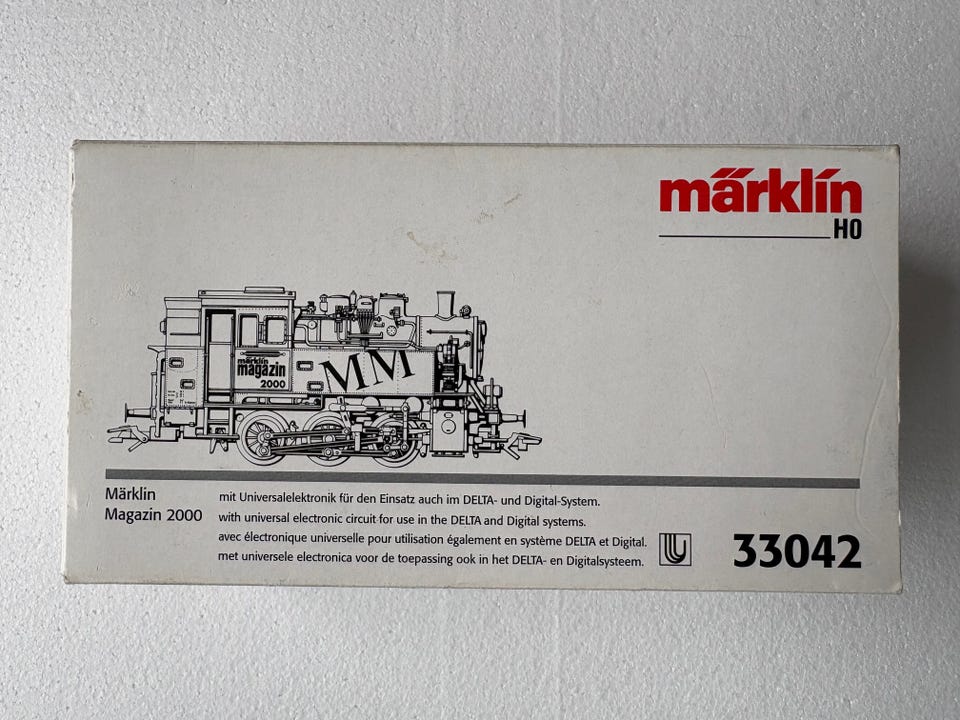 märklin
H0
märklin
magazin
2000
MM
Märklin
Magazin 2000
mit Universalelektronik für den Einsatz auch im DELTA- und Digital-System.
with universal electronic circuit for use in the DELTA and Digital systems.
avec électronique universelle pour utilisation également en système DELTA et Digital.
met universele electronica voor de toepassing ook in het DELTA- en Digitalsysteem.
33042